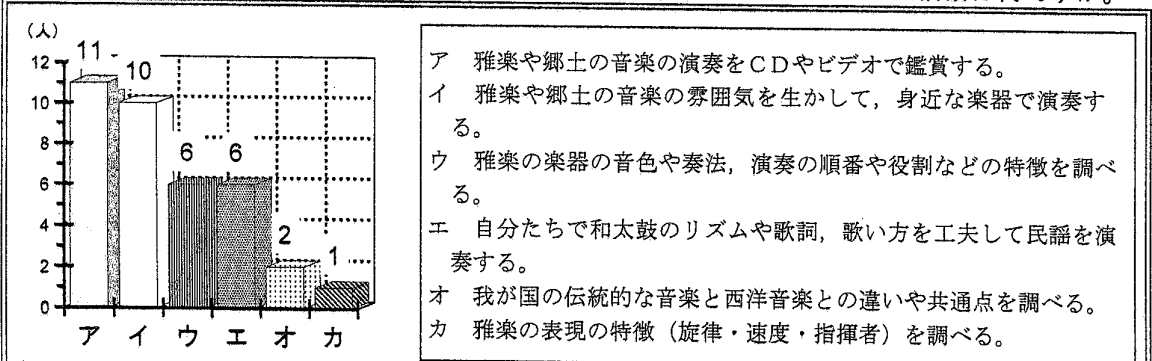 (人)
12
10
8
6
4
2
0
11
10
6
6
2
1
ア イ ウ エ オ カ
ア 雅楽や郷土の音楽の演奏をCDやビデオで鑑賞する。
イ 雅楽や郷土の音楽の雰囲気を生かして,身近な楽器で演奏す
る。
ウ 雅楽の楽器の音色や奏法,演奏の順番や役割などの特徴を調べ
る。
エ 自分たちで和太鼓のリズムや歌詞,歌い方を工夫して民謡を演
奏する。
オ 我が国の伝統的な音楽と西洋音楽との違いや共通点を調べる。
カ 雅楽の表現の特徴(旋律・速度・指揮者)を調べる。